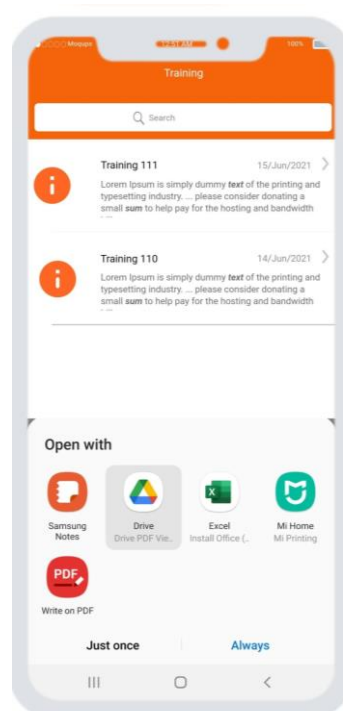 12:51 AM
100%
Training
Search
Training 111 15/Jun/2021
Lorem Ipsum is simply dummy text of the printing and
typesetting industry. ... please consider donating a
small sum to help pay for the hosting and bandwidth
Training 110 14/Jun/2021
Lorem Ipsum is simply dummy text of the printing and
typesetting industry. ... please consider donating a
small sum to help pay for the hosting and bandwidth
Open with
Samsung
Notes
Drive
Drive PDF Vie..
Excel
Install Office (..
Mi Home
Mi Printing
PDF
Write on PDF
Just once Always